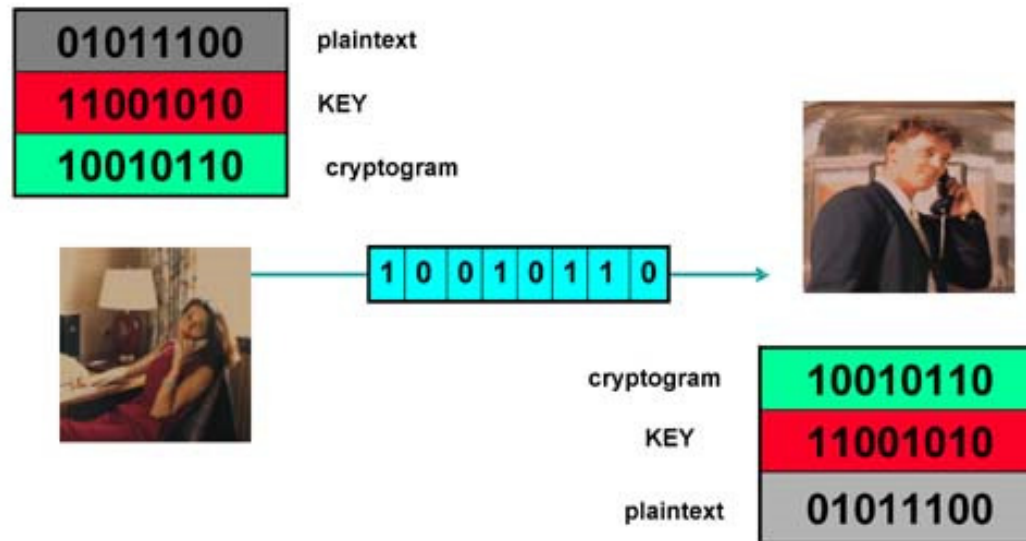 01011100 plaintext
11001010 KEY
10010110 cryptogram
1 0 0 1 0 1 1 0
cryptogram 10010110
KEY 11001010
plaintext 01011100